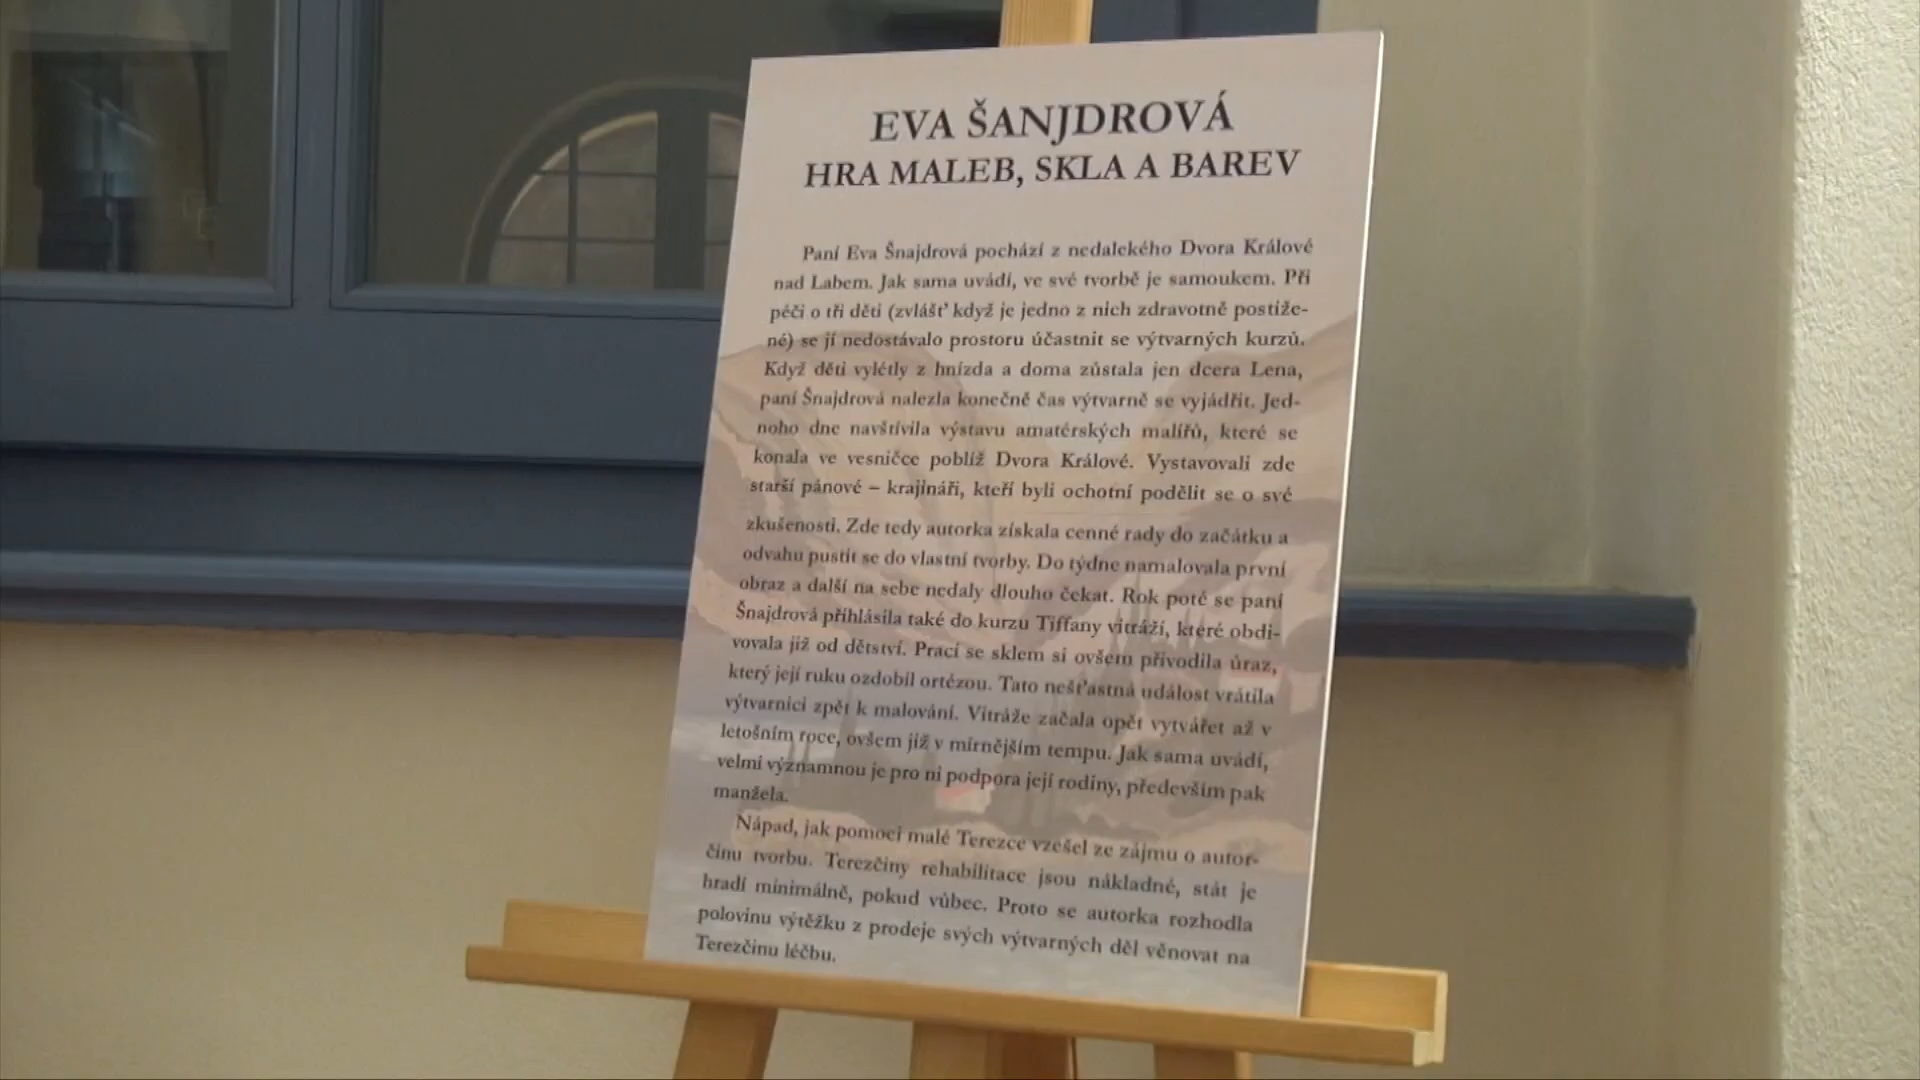 EVA ŠANJDROVÁ
HRA MALEB, SKLA A BAREV
Paní Eva Šnajdrová pochází z nedalekého Dvora Králové
nad Labem. Jak sama uvádí, ve své tvorbě je samoukem. Při
péči o tři děti (zvlášť když je jedno z nich zdravotně postiže-
né) se jí nedostávalo prostoru účastnit se výtvarných kurzů.
Když děti vylétly z hnízda a doma zůstala jen dcera Lena,
paní Šnajdrová nalezla konečně čas výtvarně se vyjádřit. Jed-
noho dne navštívila výstavu amatérských malířů, které se
konala ve vesničce poblíž Dvora Králové. Vystavovali zde
starší pánové – krajináři, kteří byli ochotní podělit se o své
zkušenosti. Zde tedy autorka získala cenné rady do začátku a
odvahu pustit se do vlastní tvorby. Do týdne namalovala první
obraz a další na sebe nedaly dlouho čekat. Rok poté se paní
Šnajdrová přihlásila také do kurzu Tiffany vitráží, které obdi-
vovala již od dětství. Prací se sklem si ovšem přivodila úraz,
který její ruku ozdobil ortézou. Tato nešťastná událost vrátila
výtvarnici zpět k malování. Vitráže začala opět vytvářet až v
letošním roce, ovšem již v mírnějším tempu. Jak sama uvádí,
velmi významnou je pro ni podpora její rodiny, především pak
manžela.
Nápad, jak pomoci malé Terezce vzešel ze zájmu o autor-
činu tvorbu. Terezčiny rehabilitace jsou nákladné, stát je
hradí minimálně, pokud vůbec. Proto se autorka rozhodla
polovinu výtěžku z prodeje svých výtvarných děl věnovat na
Terezčinu léčbu.